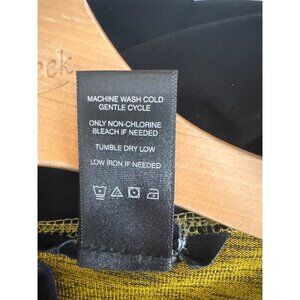 MACHINE WASH COLD
GENTLE CYCLE
ONLY NON-CHLORINE
BLEACH IF NEEDED
TUMBLE DRY LOW
LOW IRON IF NEEDED